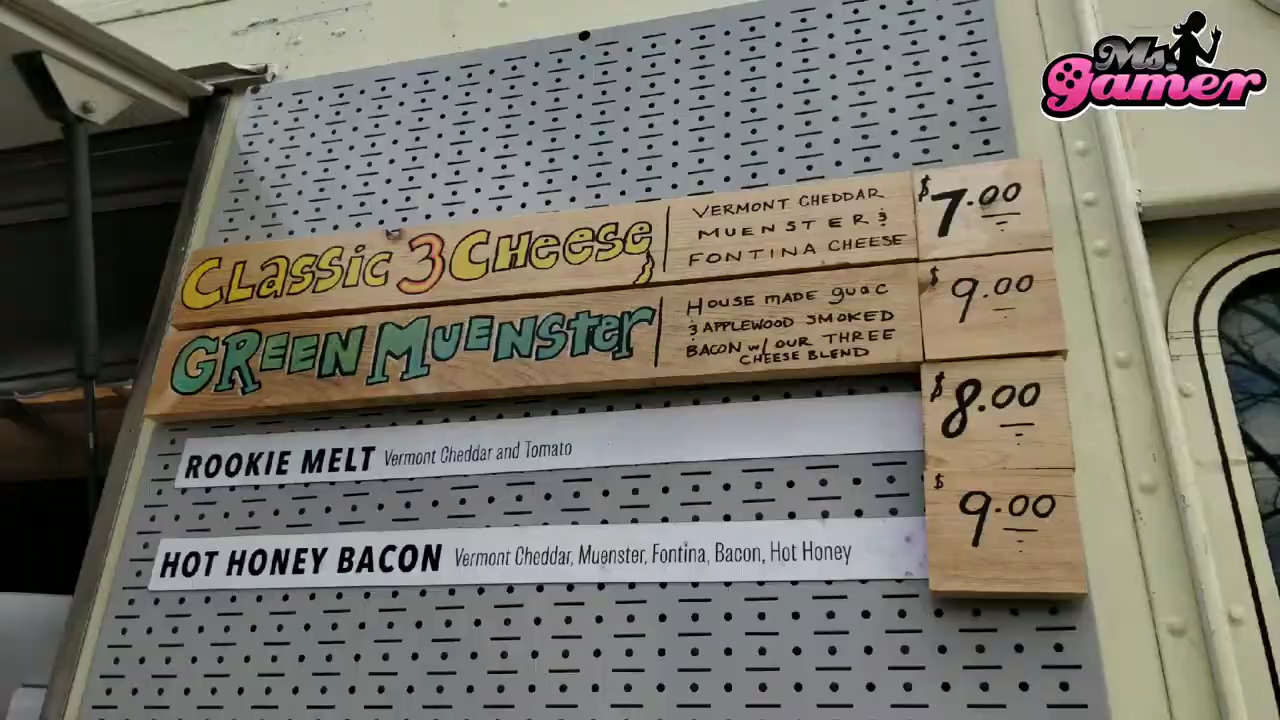 Ms.
gamer
CLASSIC 3 CHEESE
VERMONT CHEDDAR
MUENSTER &
FONTINA CHEESE
$7.00
GREEN MUENSTER
HOUSE MADE guac
& APPLEWOOD SMOKED
BACON w/ OUR THREE
CHEESE BLEND
$9.00
ROOKIE MELT Vermont Cheddar and Tomato
$8.00
HOT HONEY BACON Vermont Cheddar, Muenster, Fontina, Bacon, Hot Honey
$9.00